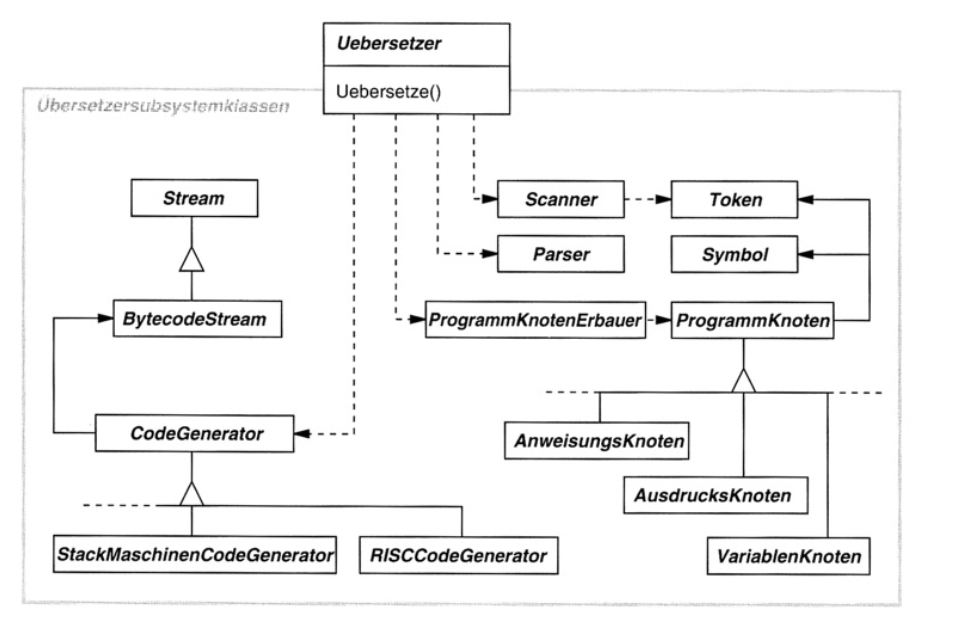 Uebersetzer
Uebersetze()
Übersetzersubsystemklassen
Stream
Scanner
Token
Parser
Symbol
BytecodeStream
ProgrammKnotenErbauer
ProgrammKnoten
CodeGenerator
AnweisungsKnoten
AusdrucksKnoten
StackMaschinenCodeGenerator
RISCCodeGenerator
VariablenKnoten